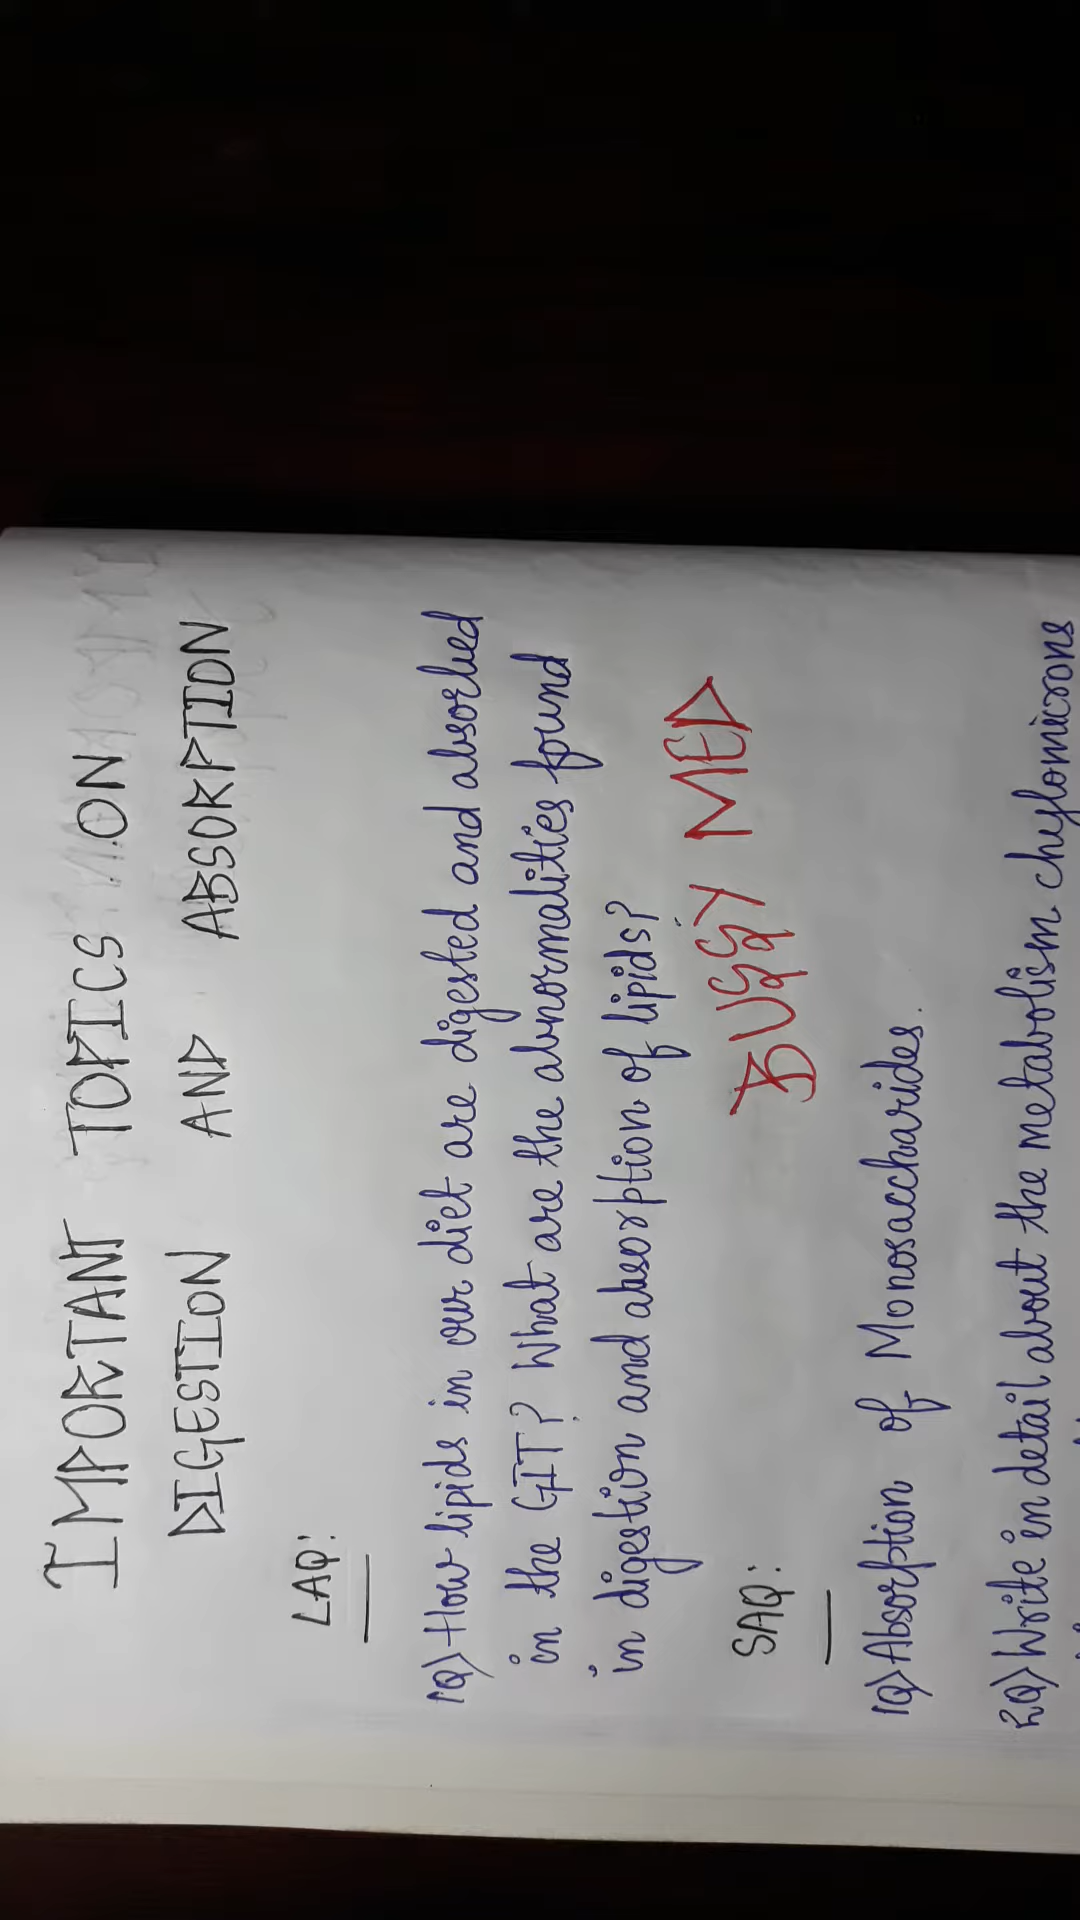 IMPORTANT TOPICS ON
DIGESTION AND ABSORPTION
LAQ:
1Q) How lipids in our diet are digested and absorbed
in the GIT? What are the abnormalities found
in digestion and absorption of lipids?
BUGGY MED
SAQ:
1Q) Absorption of Monosaccharides.
2Q) Write in detail about the metabolism chylomicrons